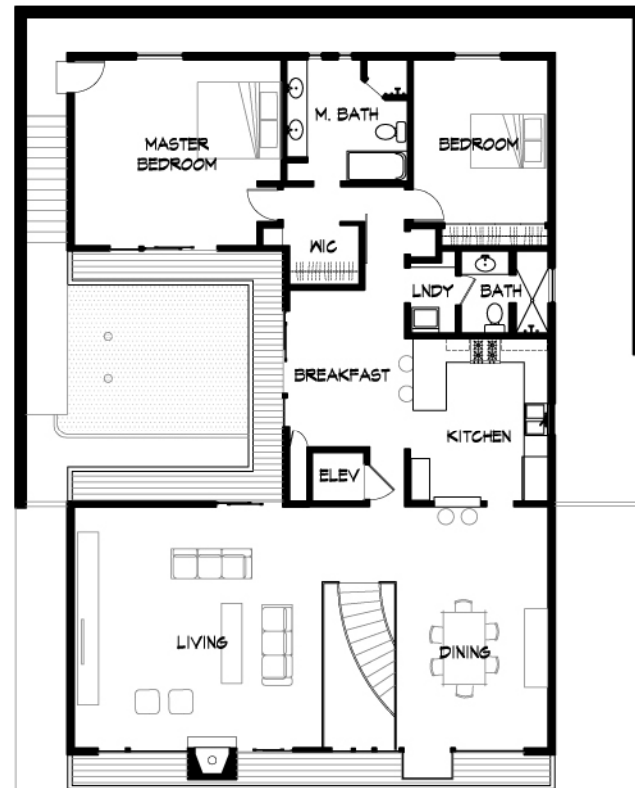 MASTER
BEDROOM
M. BATH
BEDROOM
WIC
LNDY
BATH
BREAKFAST
KITCHEN
ELEV
LIVING
DINING